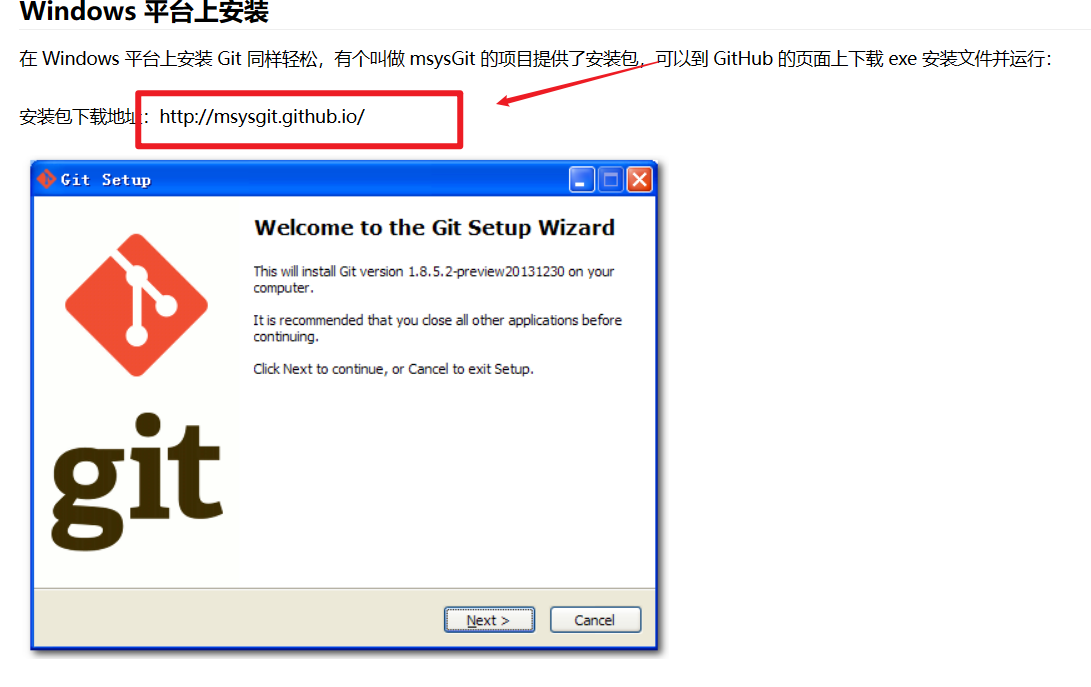 Windows 平台上安装
在 Windows 平台上安装 Git 同样轻松，有个叫做 msysGit 的项目提供了安装包，可以到 GitHub 的页面上下载 exe 安装文件并运行：
安装包下载地址：http://msysgit.github.io/
Git Setup
Welcome to the Git Setup Wizard
This will install Git version 1.8.5.2-preview20131230 on your
computer.
It is recommended that you close all other applications before
continuing.
Click Next to continue, or Cancel to exit Setup.
git
Next >
Cancel